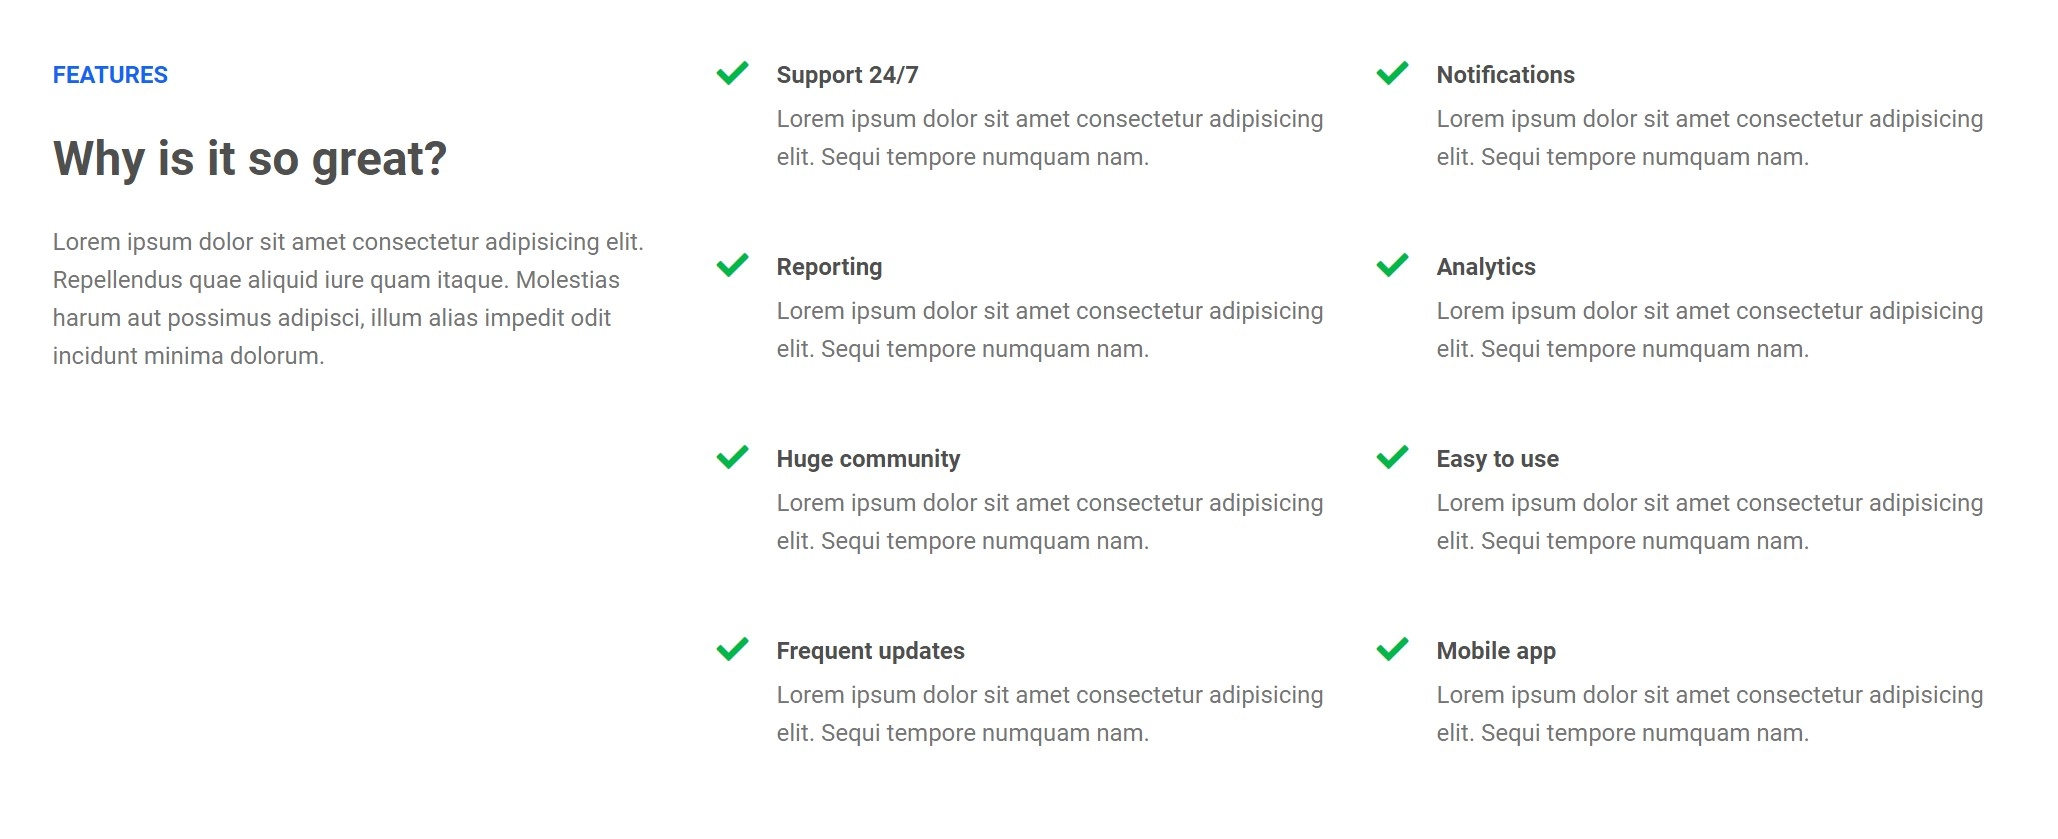 FEATURES
Why is it so great?
Lorem ipsum dolor sit amet consectetur adipisicing elit.
Repellendus quae aliquid iure quam itaque. Molestias
harum aut possimus adipisci, illum alias impedit odit
incidunt minima dolorum.
Support 24/7
Lorem ipsum dolor sit amet consectetur adipisicing
elit. Sequi tempore numquam nam.
Notifications
Lorem ipsum dolor sit amet consectetur adipisicing
elit. Sequi tempore numquam nam.
Reporting
Lorem ipsum dolor sit amet consectetur adipisicing
elit. Sequi tempore numquam nam.
Analytics
Lorem ipsum dolor sit amet consectetur adipisicing
elit. Sequi tempore numquam nam.
Huge community
Lorem ipsum dolor sit amet consectetur adipisicing
elit. Sequi tempore numquam nam.
Easy to use
Lorem ipsum dolor sit amet consectetur adipisicing
elit. Sequi tempore numquam nam.
Frequent updates
Lorem ipsum dolor sit amet consectetur adipisicing
elit. Sequi tempore numquam nam.
Mobile app
Lorem ipsum dolor sit amet consectetur adipisicing
elit. Sequi tempore numquam nam.